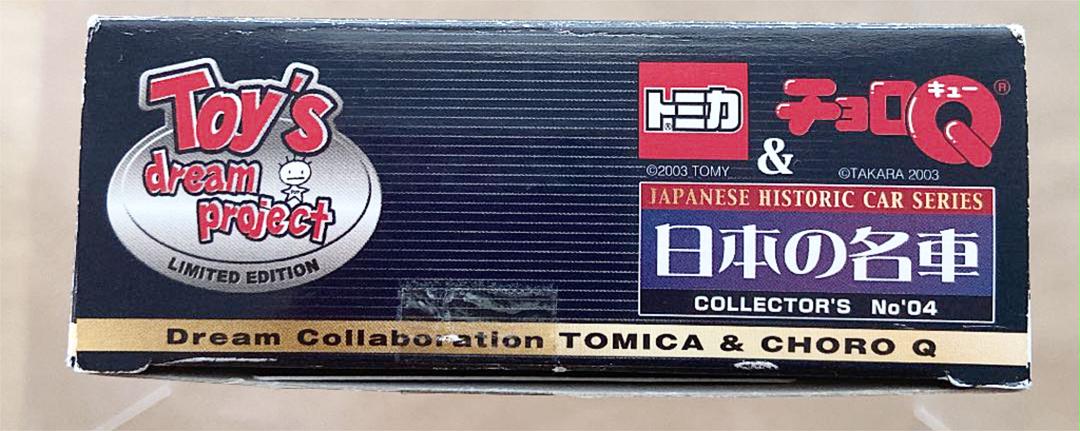 Toy's
dream
project
LIMITED EDITION
トミカ®
&
チョロQ®
キュー
©2003 TOMY
©TAKARA 2003
JAPANESE HISTORIC CAR SERIES
日本の名車
COLLECTOR'S No'04
Dream Collaboration TOMICA & CHORO Q